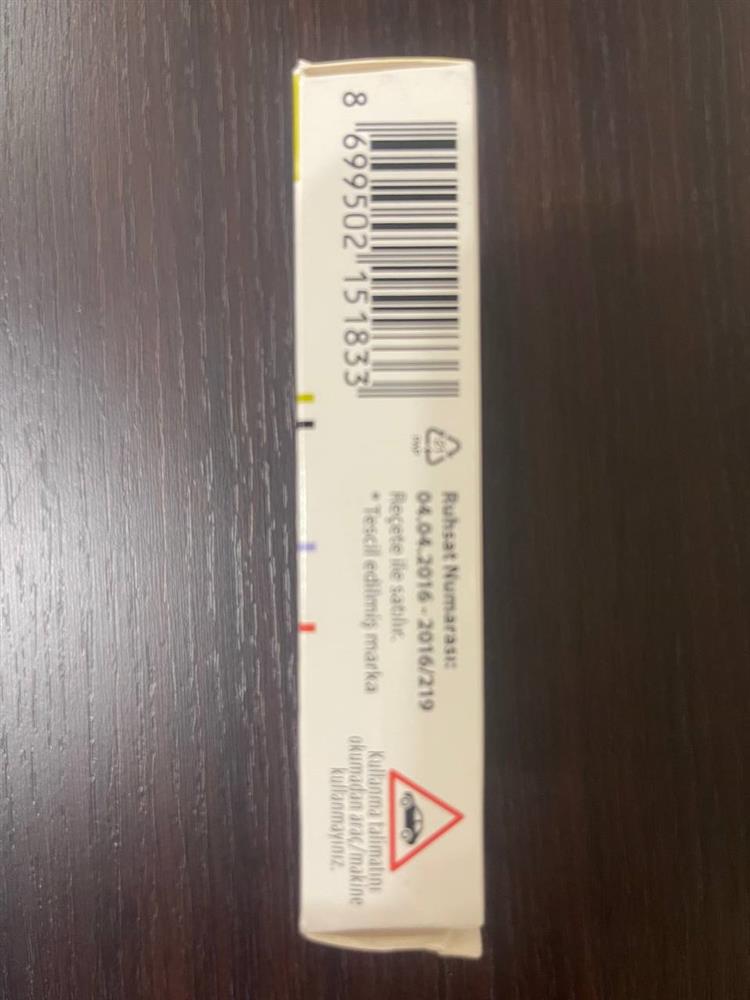 8 699502 151833
Ruhsat Numarası:
04.04.2016 - 2016/219
Reçete ile satılır.
* Tescil edilmiş marka
Kullanma talimatını
okumadan araç/makine
kullanmayınız.